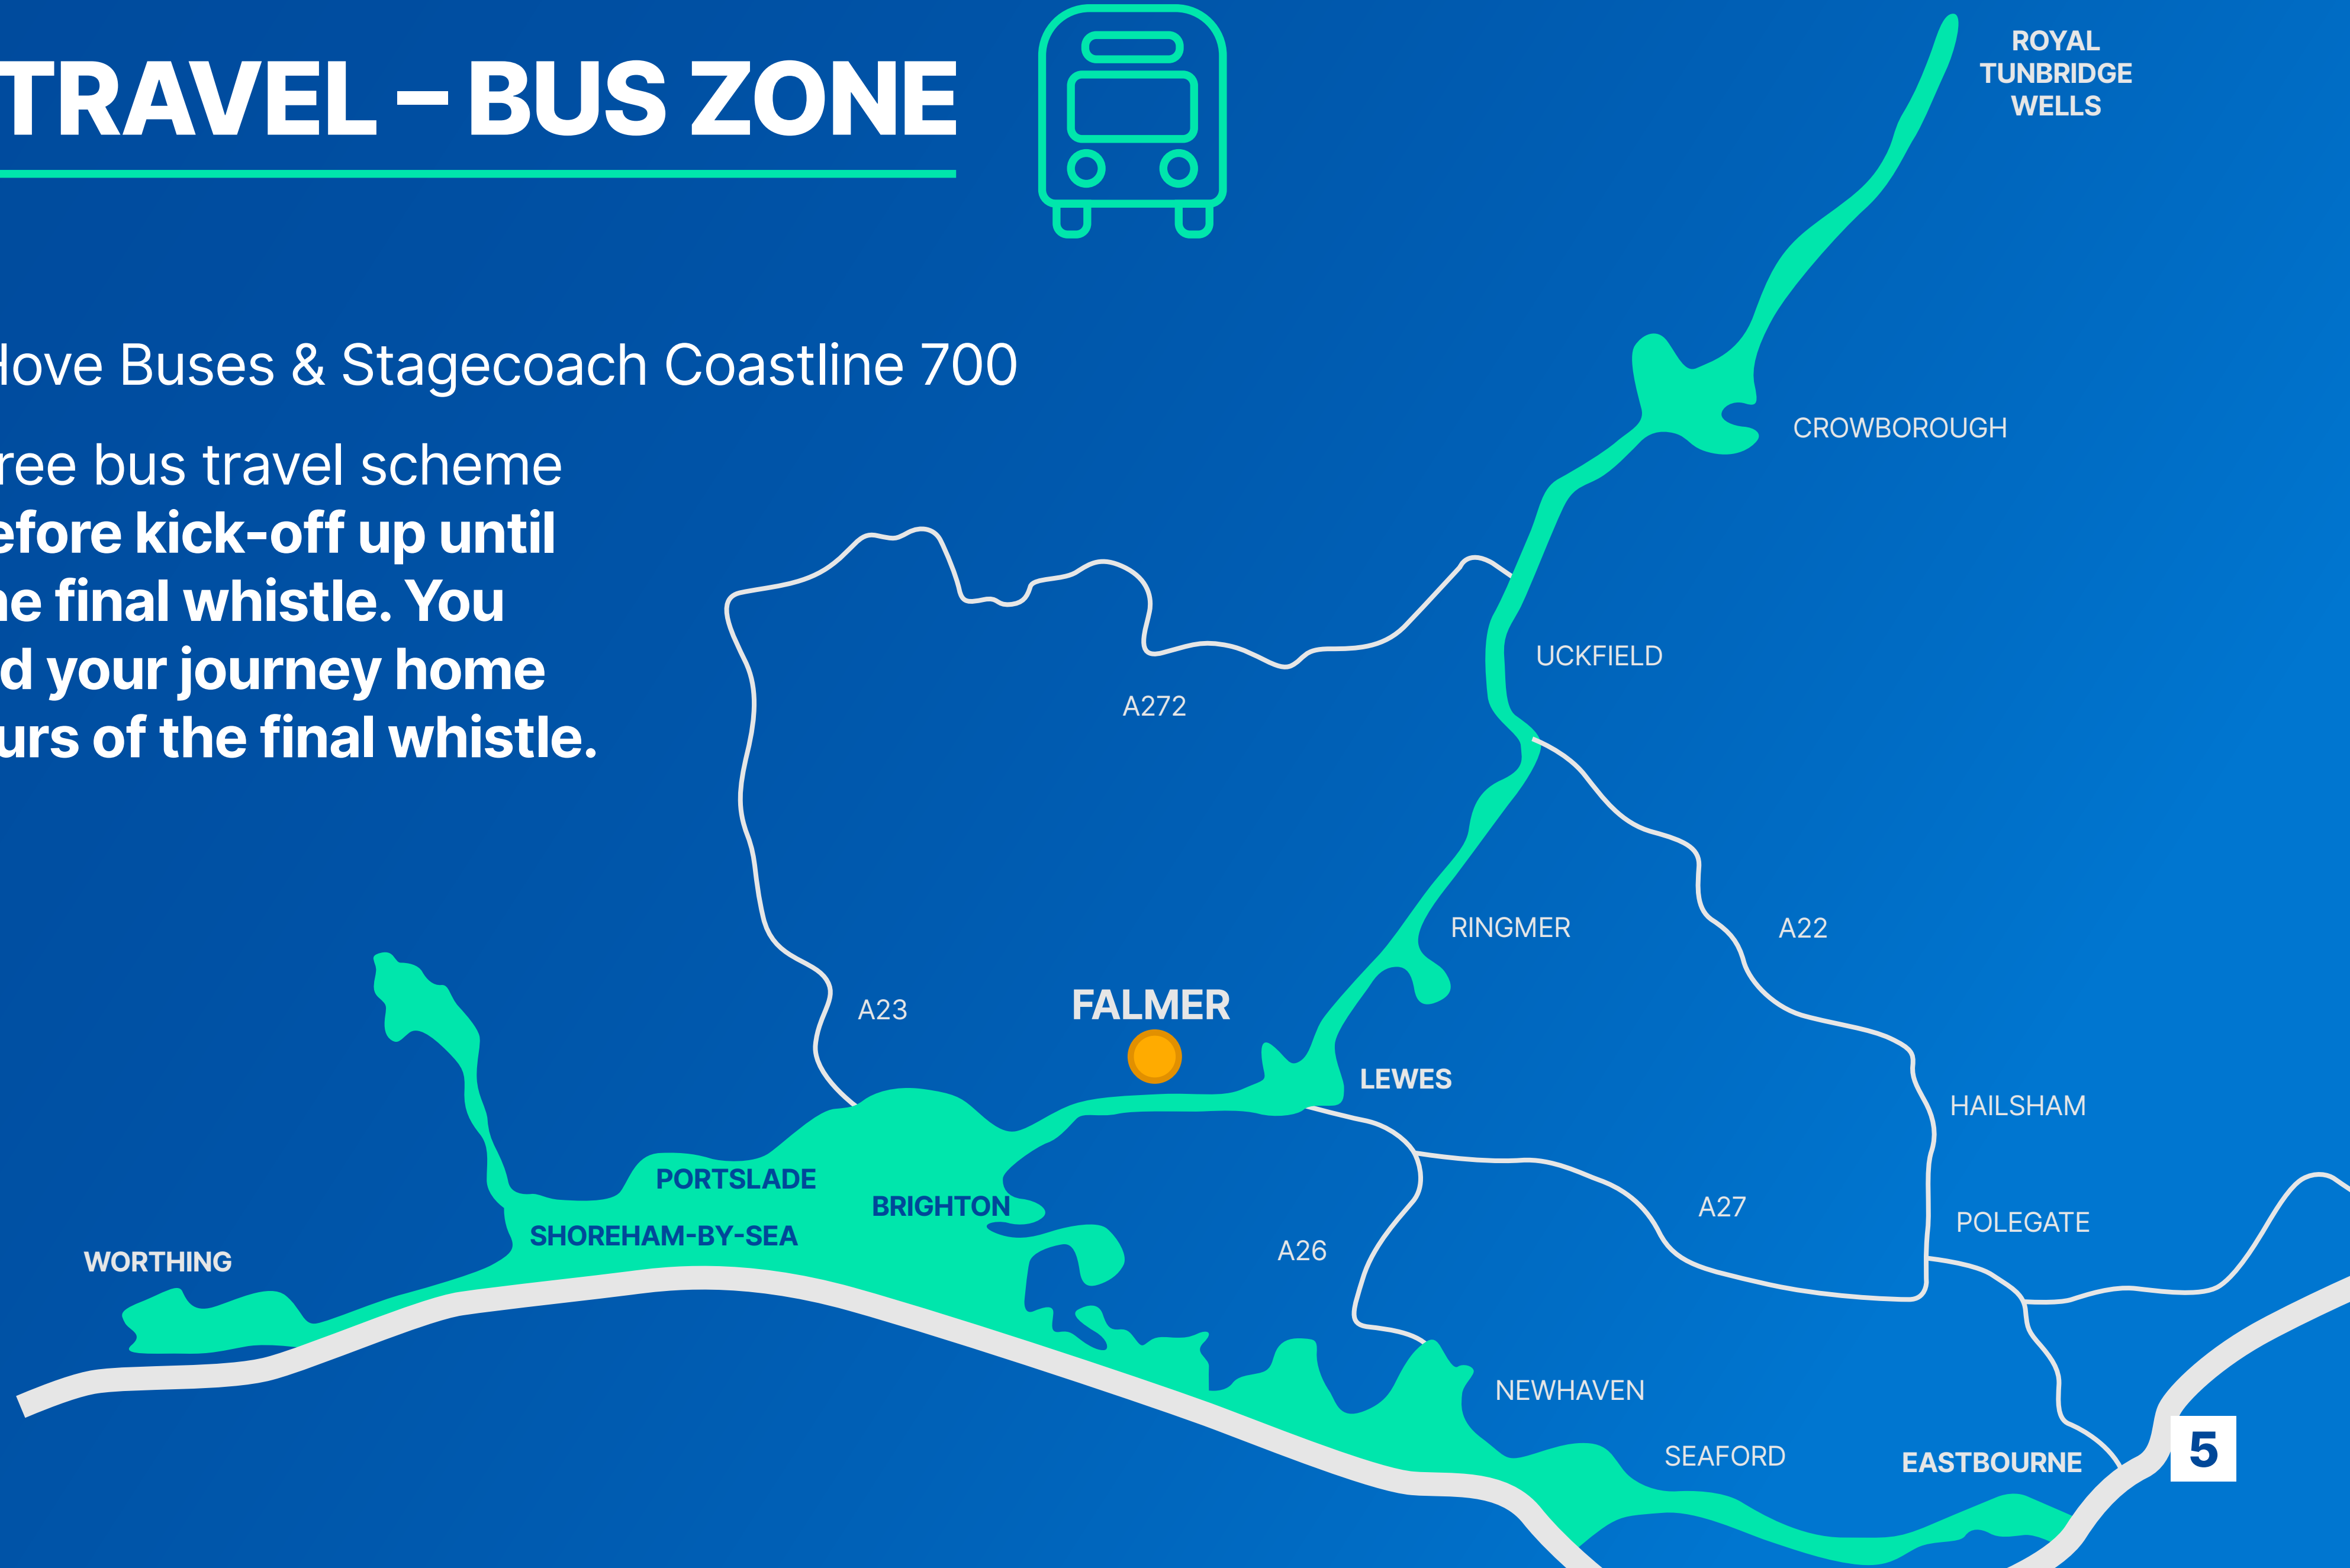 TRAVEL – BUS ZONE
Hove Buses & Stagecoach Coastline 700
ree bus travel scheme
efore kick-off up until
he final whistle. You
d your journey home
urs of the final whistle.
ROYAL
TUNBRIDGE
WELLS
CROWBOROUGH
UCKFIELD
A272
RINGMER
A22
A23
FALMER
LEWES
HAILSHAM
PORTSLADE
BRIGHTON
A27
POLEGATE
SHOREHAM-BY-SEA
A26
WORTHING
NEWHAVEN
SEAFORD
EASTBOURNE
5